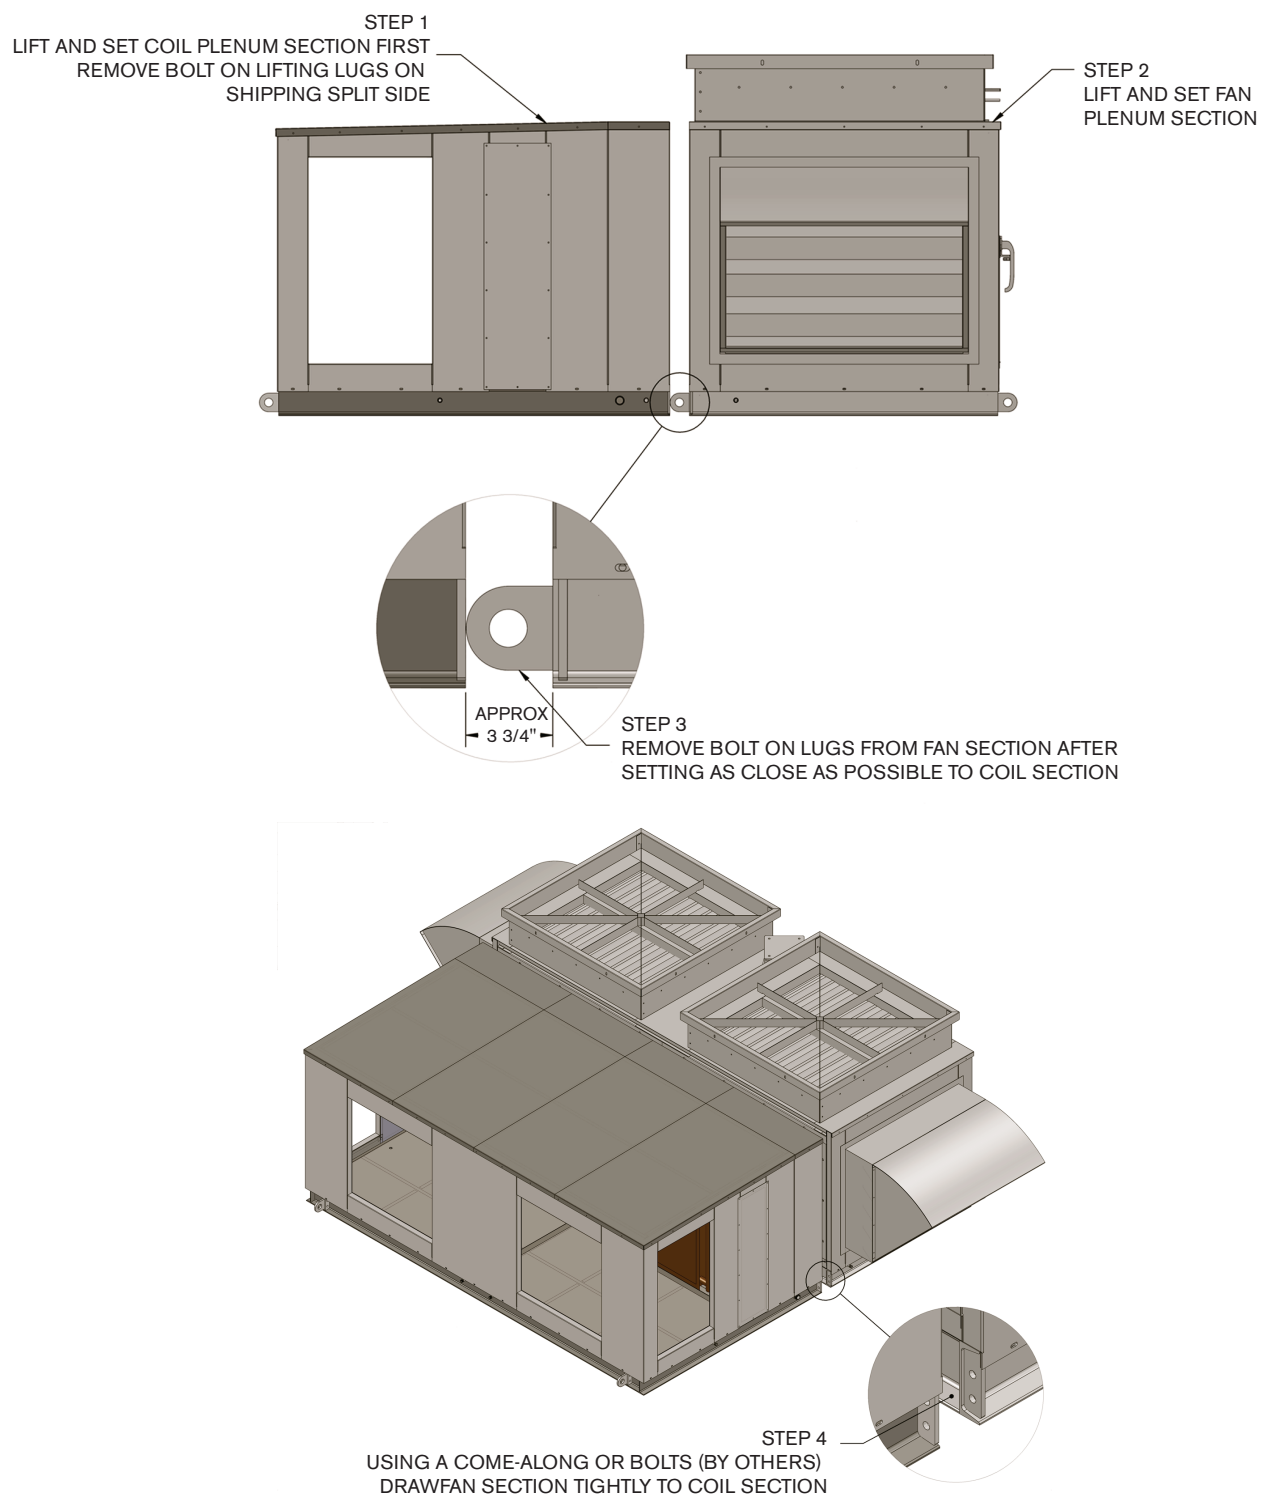 STEP 1
LIFT AND SET COIL PLENUM SECTION FIRST
REMOVE BOLT ON LIFTING LUGS ON
SHIPPING SPLIT SIDE
STEP 2
LIFT AND SET FAN
PLENUM SECTION
APPROX
3 3/4"
STEP 3
REMOVE BOLT ON LUGS FROM FAN SECTION AFTER
SETTING AS CLOSE AS POSSIBLE TO COIL SECTION
STEP 4
USING A COME-ALONG OR BOLTS (BY OTHERS)
DRAWFAN SECTION TIGHTLY TO COIL SECTION